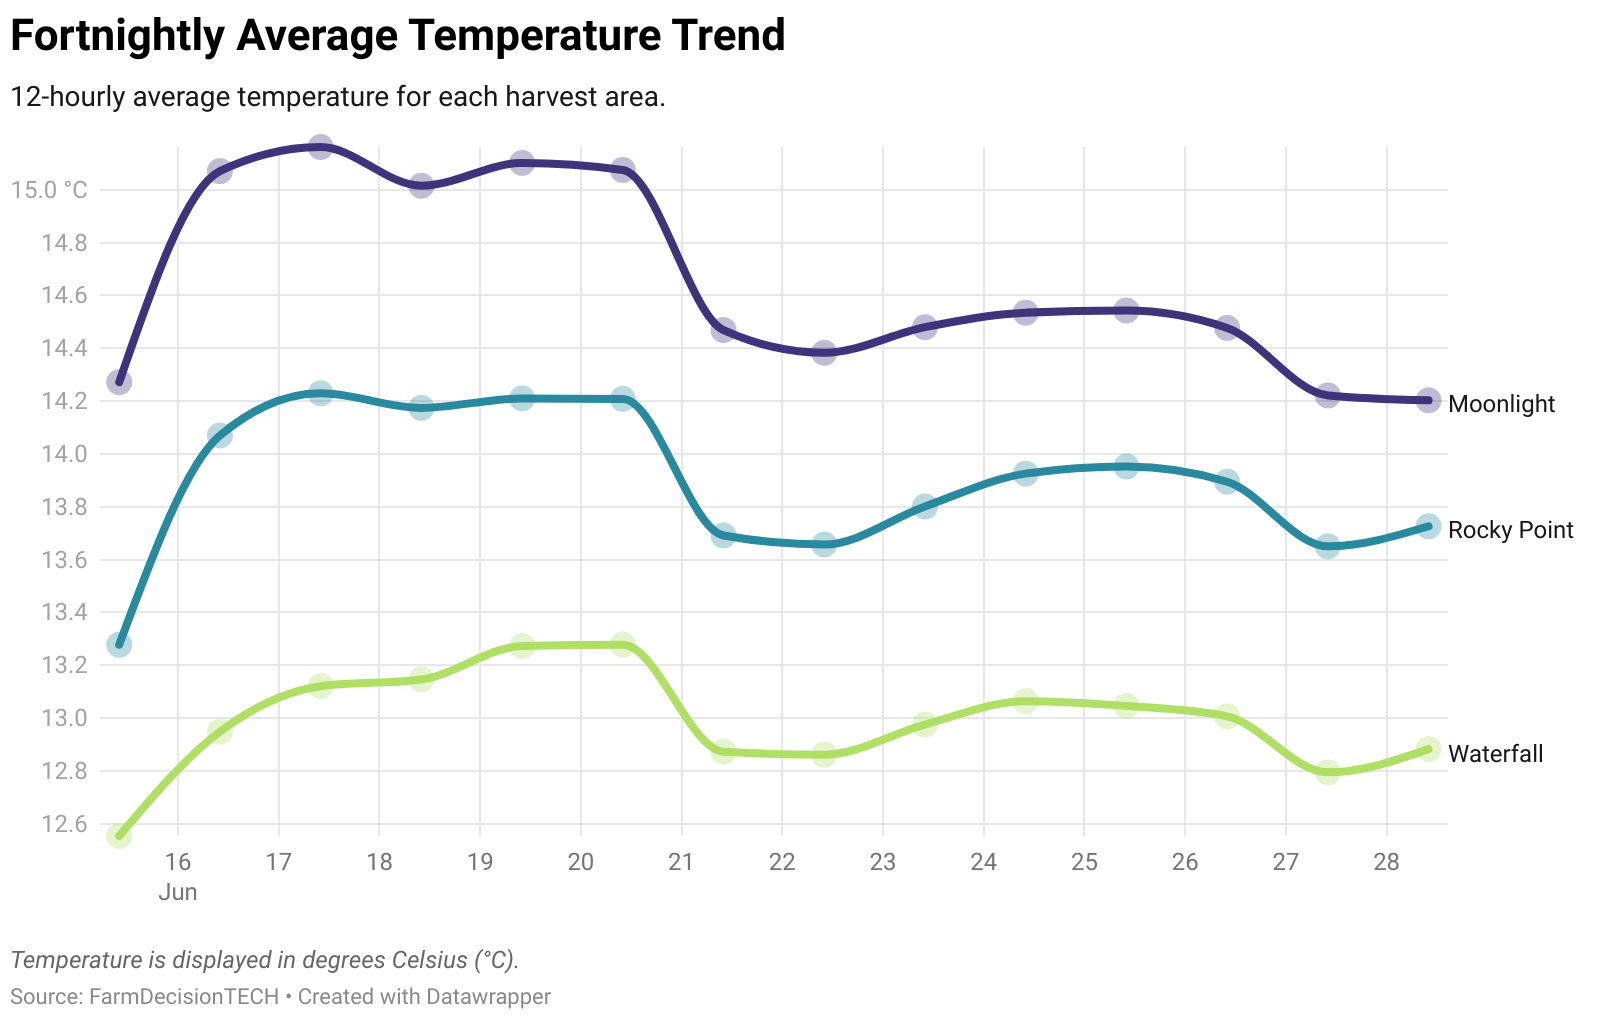 Fortnightly Average Temperature Trend
12-hourly average temperature for each harvest area.
15.0 °C
14.8
14.6
14.4
14.2
14.0
13.8
13.6
13.4
13.2
13.0
12.8
12.6
Moonlight
Rocky Point
Waterfall
16 17 18 19 20 21 22 23 24 25 26 27 28
Jun
Temperature is displayed in degrees Celsius (°C).
Source: FarmDecisionTECH • Created with Datawrapper